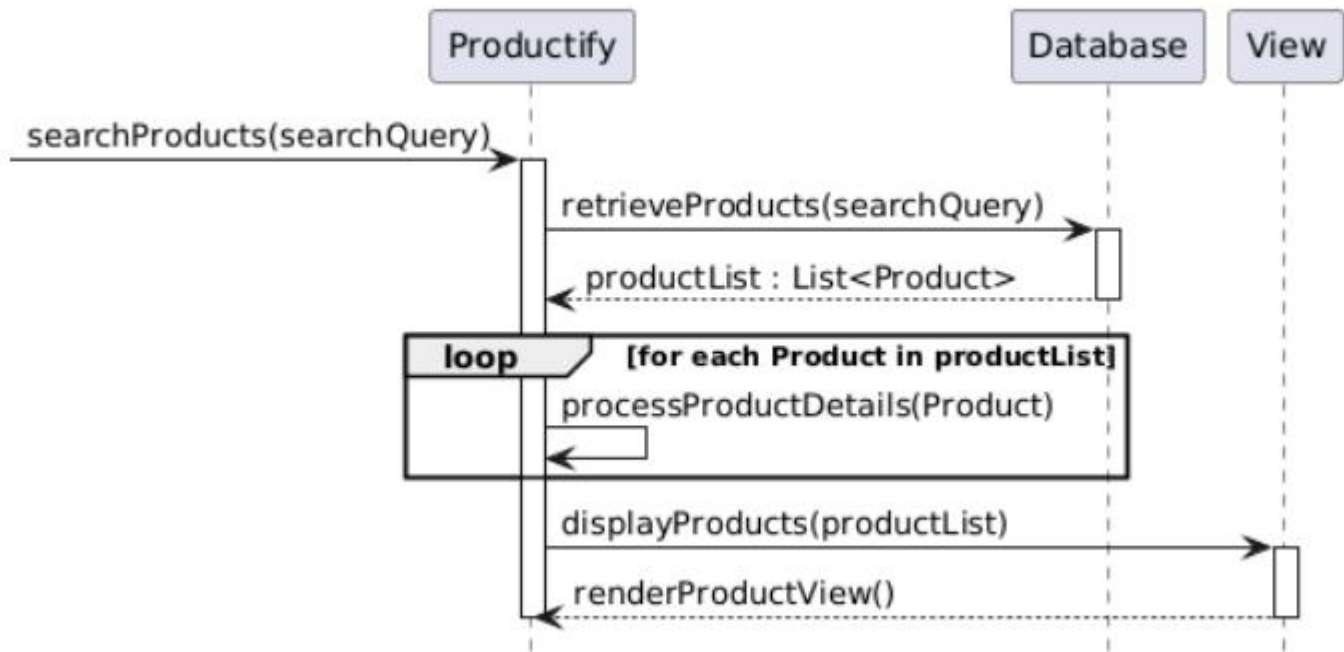 Productify
Database
View
searchProducts(searchQuery)
retrieveProducts(searchQuery)
productList : List<Product>
loop
[for each Product in productList]
processProductDetails(Product)
displayProducts(productList)
renderProductView()